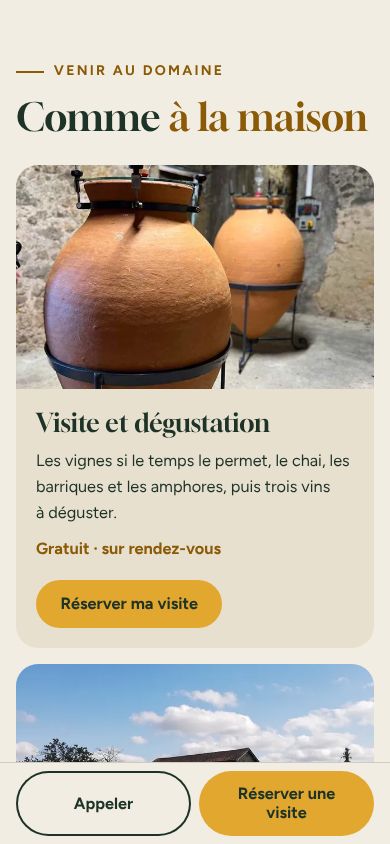 VENIR AU DOMAINE
Comme à la maison
Visite et dégustation
Les vignes si le temps le permet, le chai, les
barriques et les amphores, puis trois vins
à déguster.
Gratuit · sur rendez-vous
Réserver ma visite
Appeler
Réserver une
visite